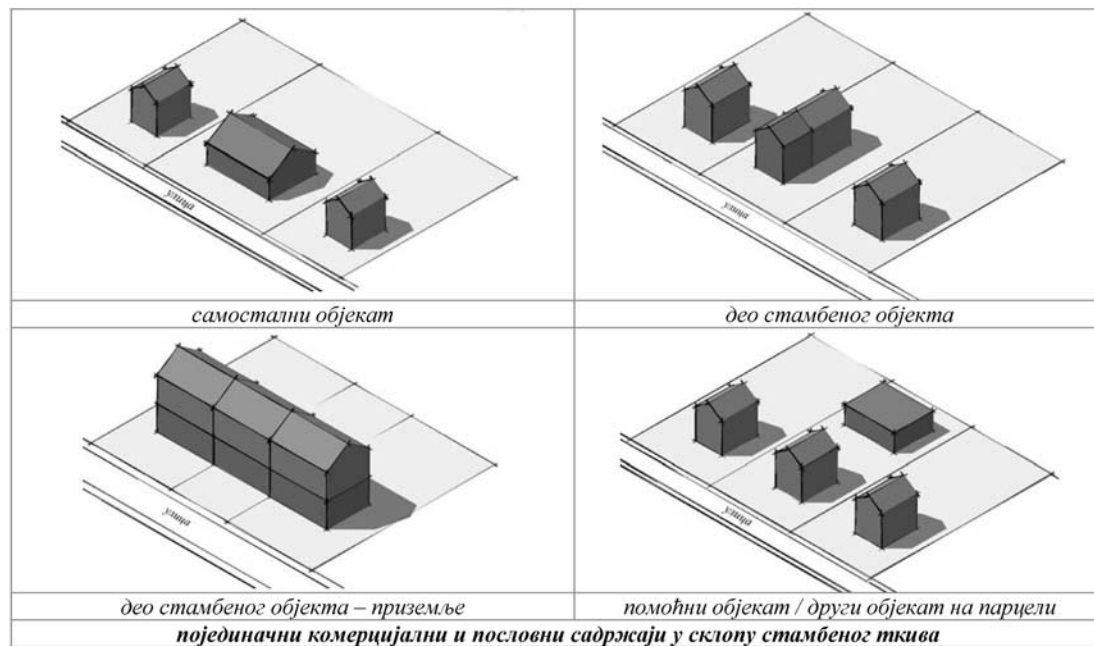 улица
улица
самостални објекат
део стамбеног објекта
улица
улица
део стамбеног објекта – приземље
помоћни објекат / други објекат на парцели
појединачни комерцијални и пословни садржаји у склопу стамбеног ткива